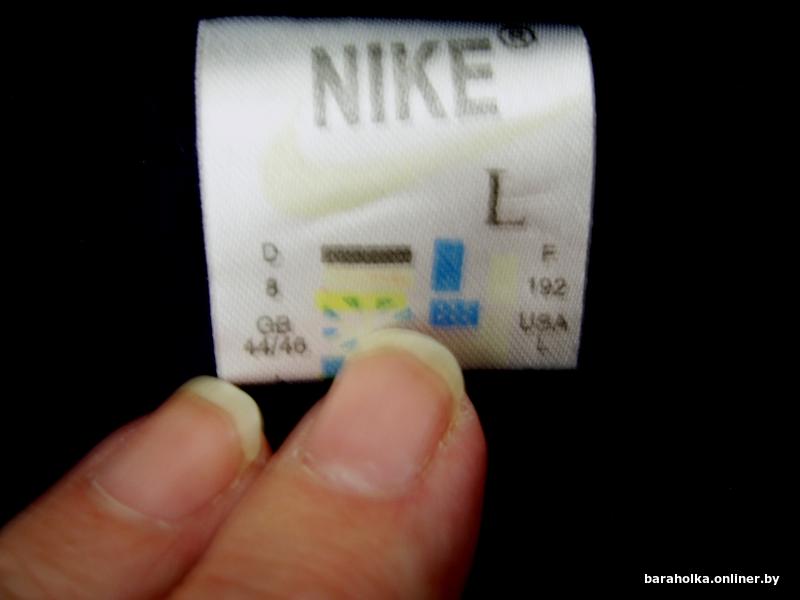 NIKE®
L
D F
8 192
GB USA
44/46 L
baraholka.onliner.by